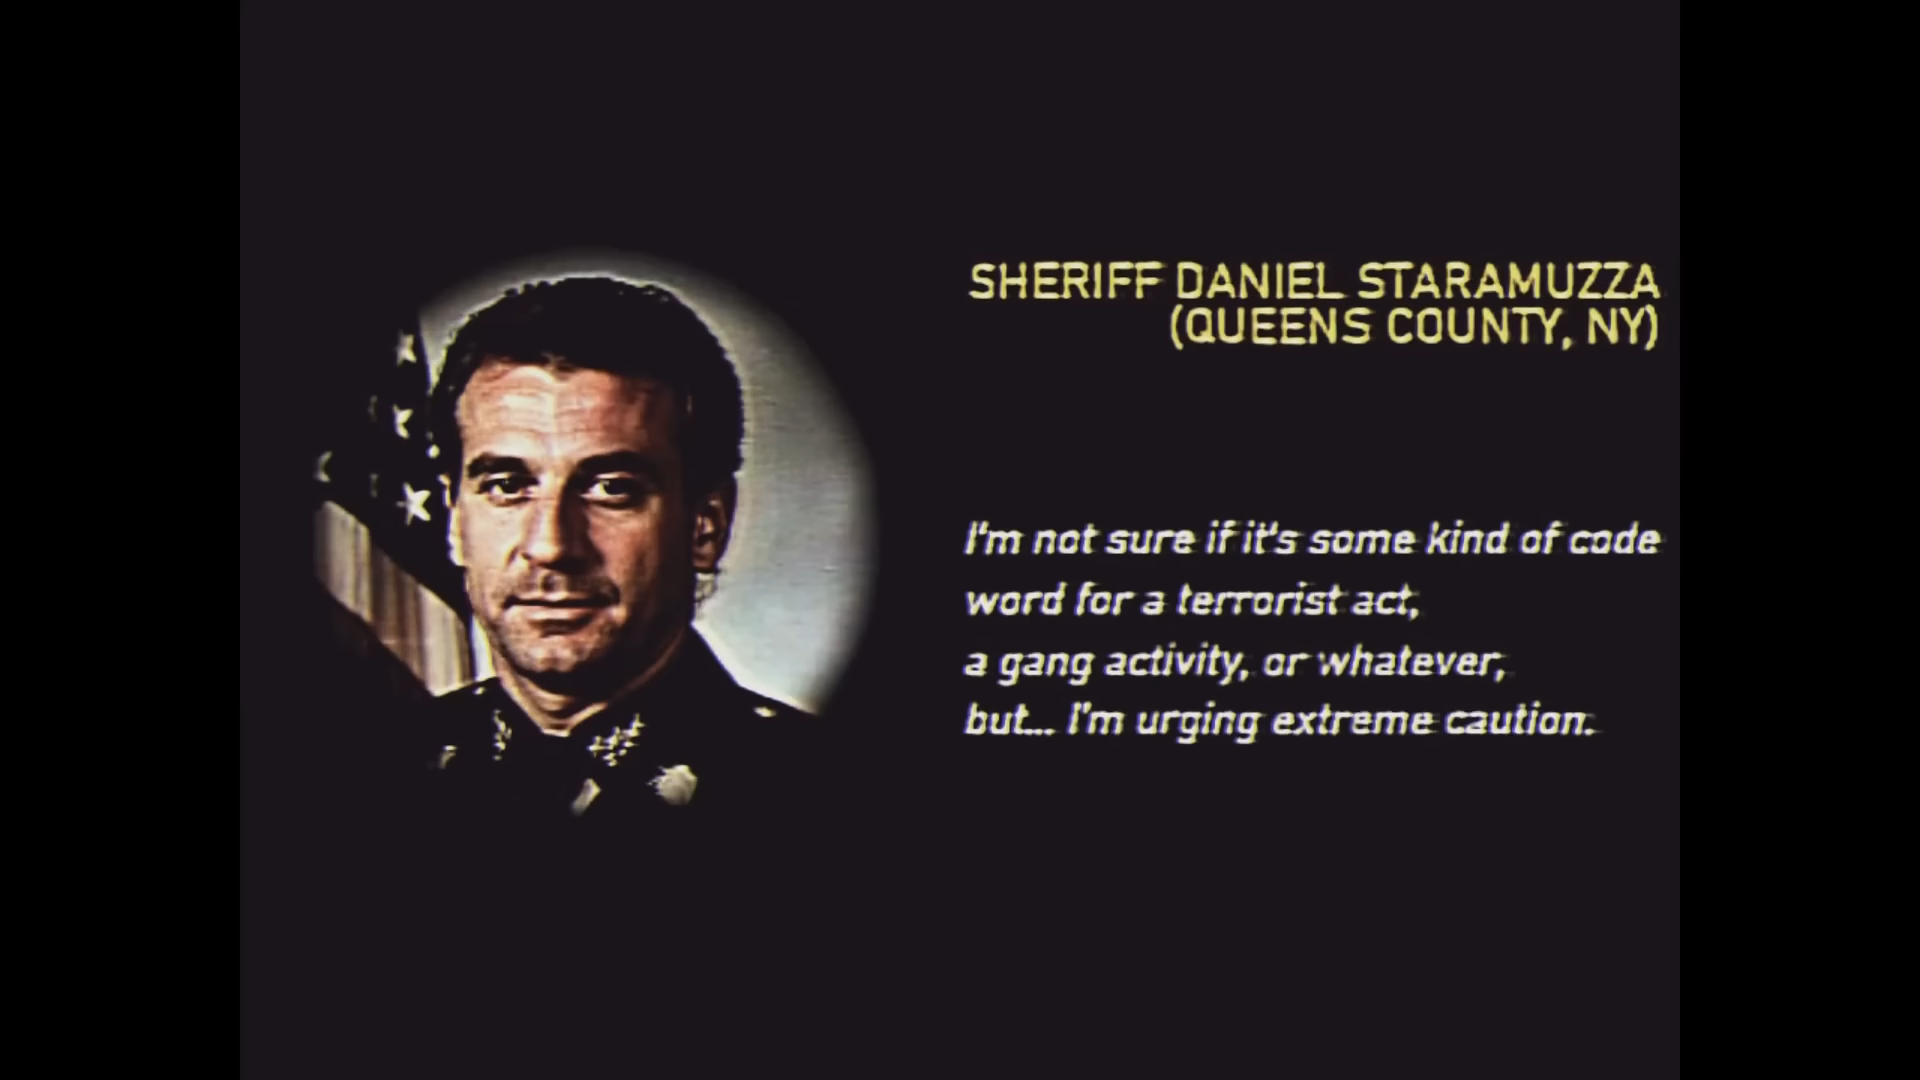 SHERIFF DANIEL STARAMUZZA
(QUEENS COUNTY, NY)
I'm not sure if it's some kind of code
word for a terrorist act,
a gang activity, or whatever,
but... I'm urging extreme caution.